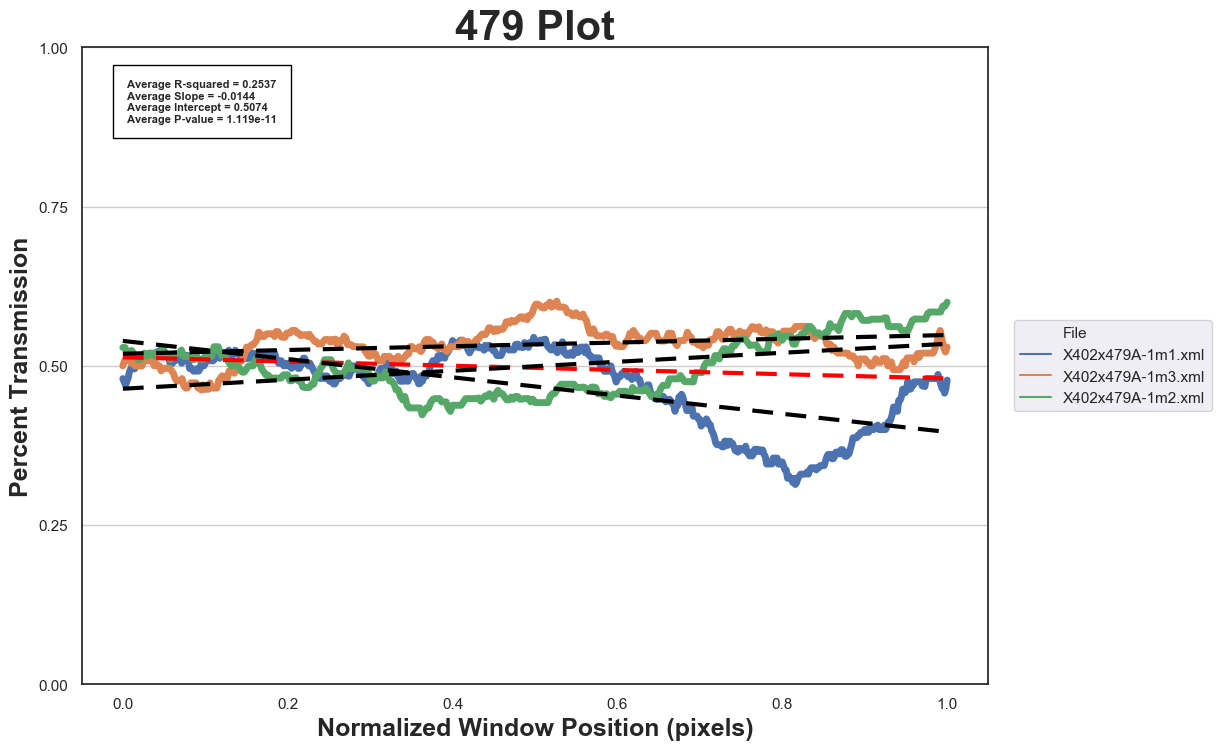 479 Plot
1.00
Average R-squared = 0.2537
Average Slope = -0.0144
Average Intercept = 0.5074
Average P-value = 1.119e-11
0.75
0.50
0.25
0.00
Percent Transmission
0.0 0.2 0.4 0.6 0.8 1.0
Normalized Window Position (pixels)
File
X402x479A-1m1.xml
X402x479A-1m3.xml
X402x479A-1m2.xml